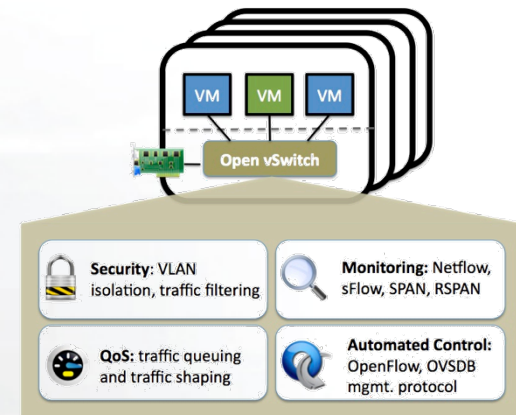 VM VM VM
Open vSwitch
Security: VLAN
isolation, traffic filtering
Monitoring: Netflow,
sFlow, SPAN, RSPAN
QoS: traffic queuing
and traffic shaping
Automated Control:
OpenFlow, OVSDB
mgmt. protocol